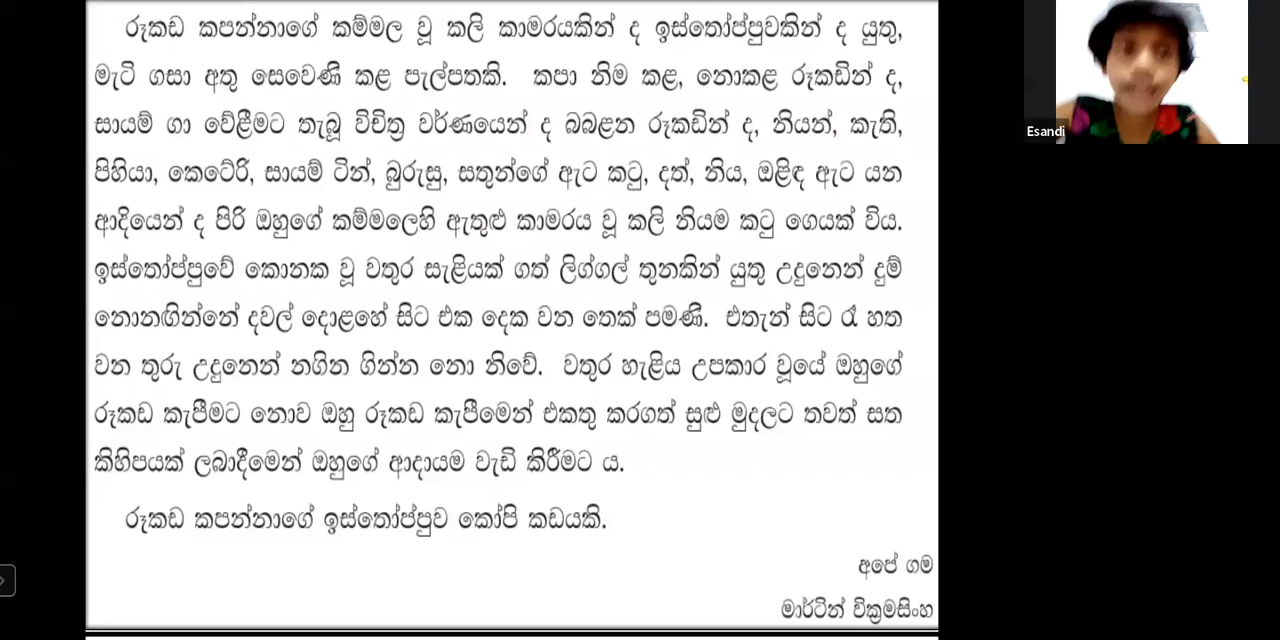 රූකඩ කපන්නාගේ කම්මල වූ කලි කාමරයකින් ද ඉස්තෝප්පුවකින් ද යුතු,
මැටි ගසා අතු සෙවෙණි කළ පැල්පතකි. කපා නිම කළ, නොකළ රූකඩින් ද,
සායම් ගා වේළීමට තැබූ විචිත්‍ර වර්ණයෙන් ද බබළන රූකඩින් ද, නියන්, කැති,
පිහියා, කෙටේරි, සායම් ටින්, බුරුසු, සතුන්ගේ ඇට කටු, දත්, නිය, ඔළිඳ ඇට යන
ආදියෙන් ද පිරි ඔහුගේ කම්මලෙහි ඇතුළු කාමරය වූ කලි නියම කටු ගෙයක් විය.
ඉස්තෝප්පුවේ කොනක වූ වතුර සැළියක් ගත් ලිග්ගල් තුනකින් යුතු උදුනෙන් දුම්
නොනඟින්නේ දවල් දොළහේ සිට එක දෙක වන තෙක් පමණි. එතැන් සිට රෑ හත
වන තුරු උදුනෙන් නගින ගින්න නො නිවේ. වතුර හැළිය උපකාර වූයේ ඔහුගේ
රූකඩ කැපීමට නොව ඔහු රූකඩ කැපීමෙන් එකතු කරගත් සුළු මුදලට තවත් සත
කිහිපයක් ලබාදීමෙන් ඔහුගේ ආදායම වැඩි කිරීමට ය.
රූකඩ කපන්නාගේ ඉස්තෝප්පුව කෝපි කඩයකි.
අපේ ගම
මාර්ටින් වික්‍රමසිංහ
Esandi